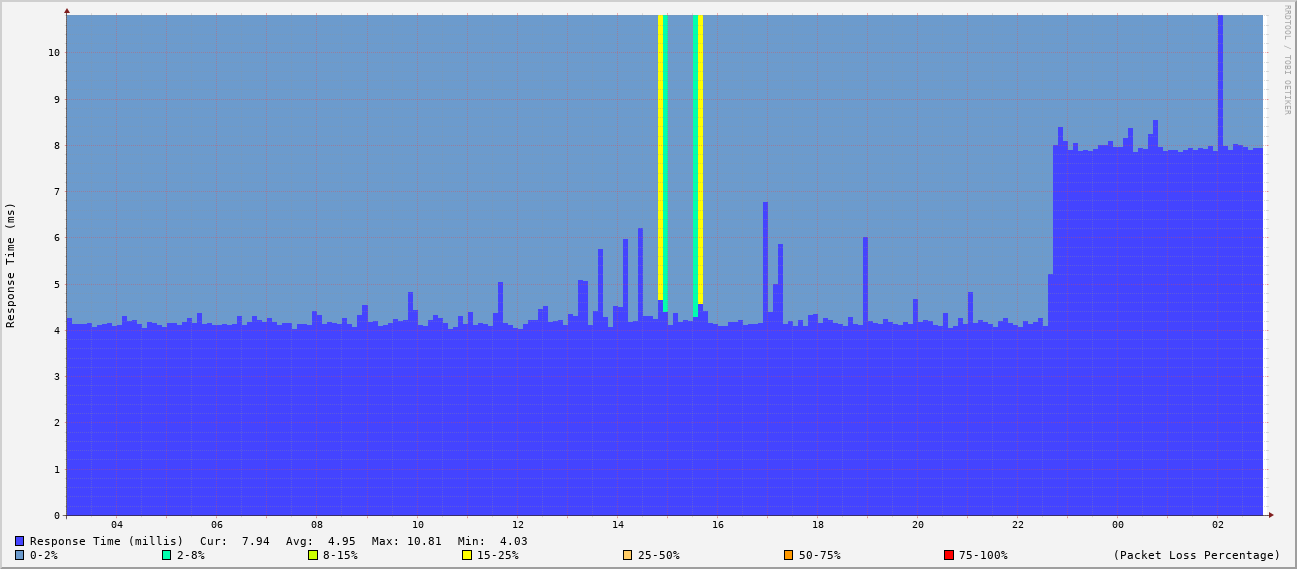 RRDTOOL / TOBI OETIKER
Response Time (ms)
10
9
8
7
6
5
4
3
2
1
0
04 06 08 10 12 14 16 18 20 22 00 02
Response Time (millis) Cur: 7.94 Avg: 4.95 Max: 10.81 Min: 4.03
0-2% 2-8% 8-15% 15-25% 25-50% 50-75% 75-100% (Packet Loss Percentage)